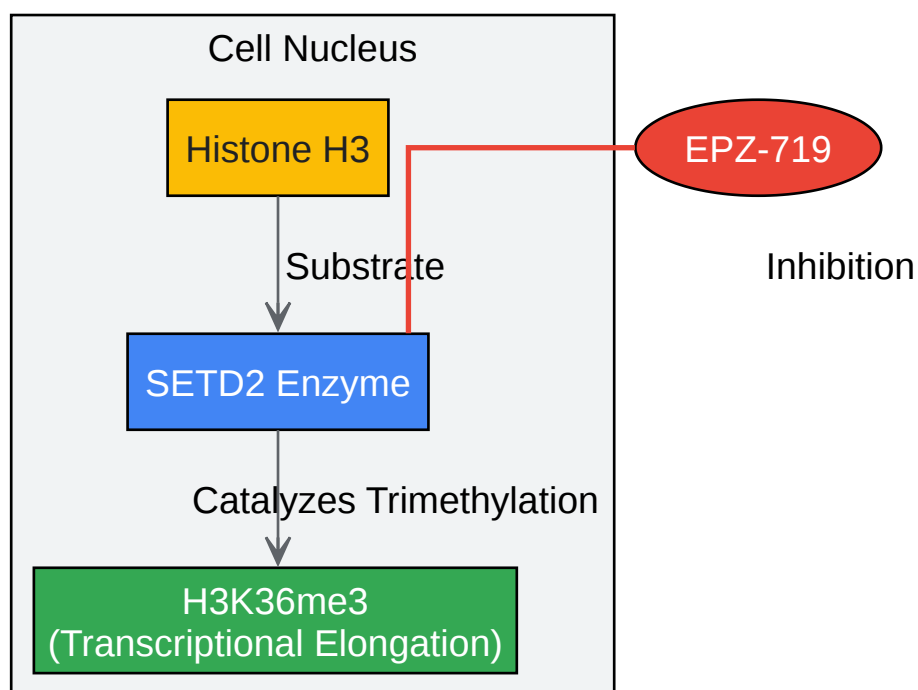 Cell Nucleus
Histone H3
EPZ-719
Substrate
Inhibition
SETD2 Enzyme
Catalyzes Trimethylation
H3K36me3
(Transcriptional Elongation)